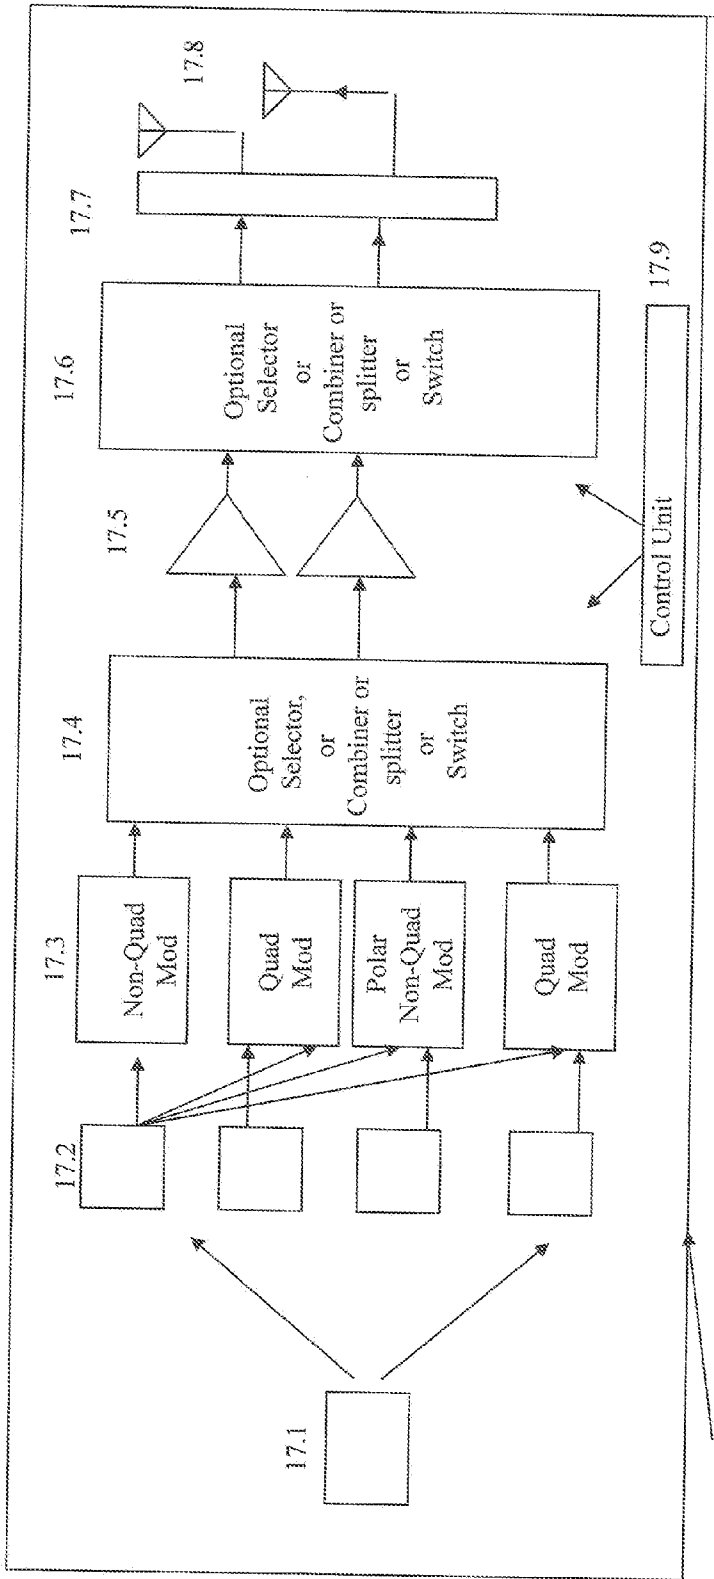 17.1
17.2
17.3
Non-Quad
Mod
Quad
Mod
Polar
Non-Quad
Mod
Quad
Mod
17.4
Optional
Selector,
or
Combiner or
splitter
or
Switch
17.5
17.6
Optional
Selector
or
Combiner or
splitter
or
Switch
17.7
17.8
Control Unit
17.9